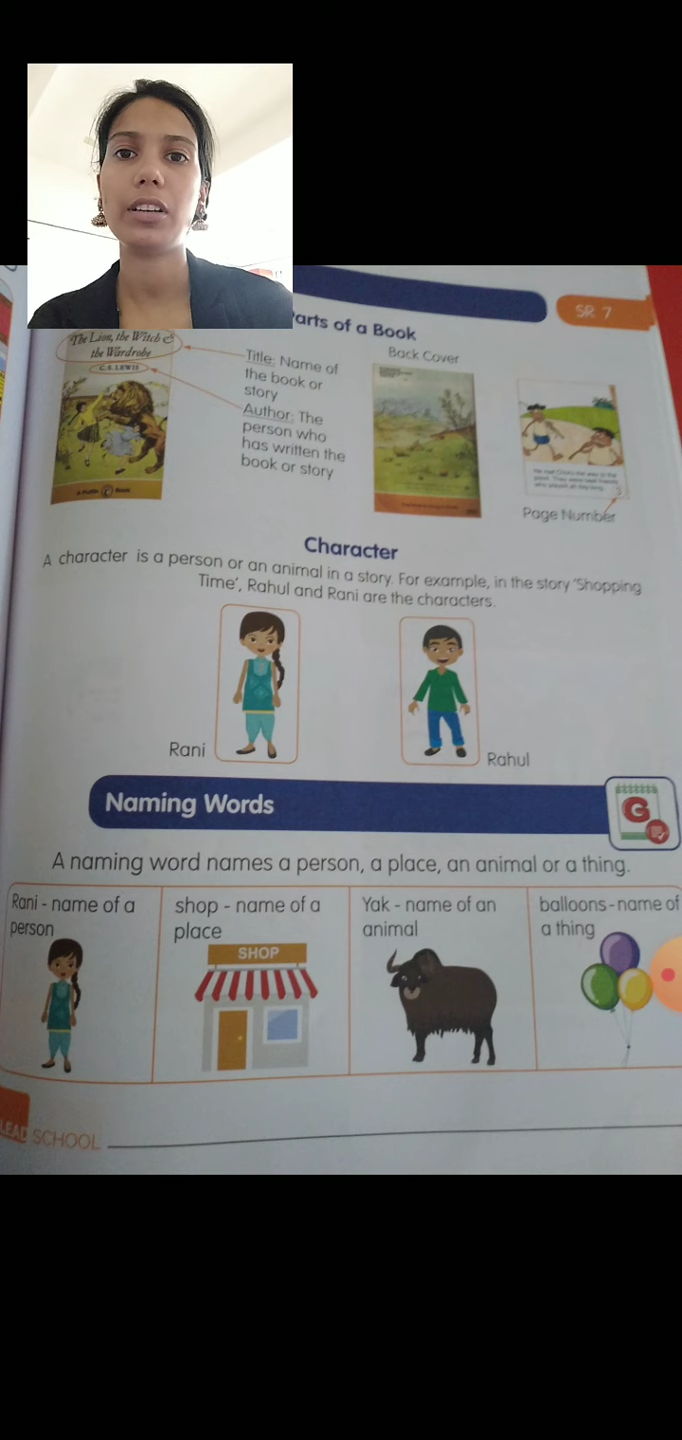 SR 7
arts of a Book
The Lion, the Witch &
the Wardrobe
C. S. LEWIS
A Puffin Book
Title: Name of
the book or
story
Author: The
person who
has written the
book or story
Back Cover
Page Number
Character
A character is a person or an animal in a story. For example, in the story 'Shopping
Time', Rahul and Rani are the characters.
Rani
Rahul
Naming Words
G
A naming word names a person, a place, an animal or a thing.
Rani - name of a
person
shop - name of a
place
SHOP
Yak - name of an
animal
balloons - name of
a thing
LEAD SCHOOL